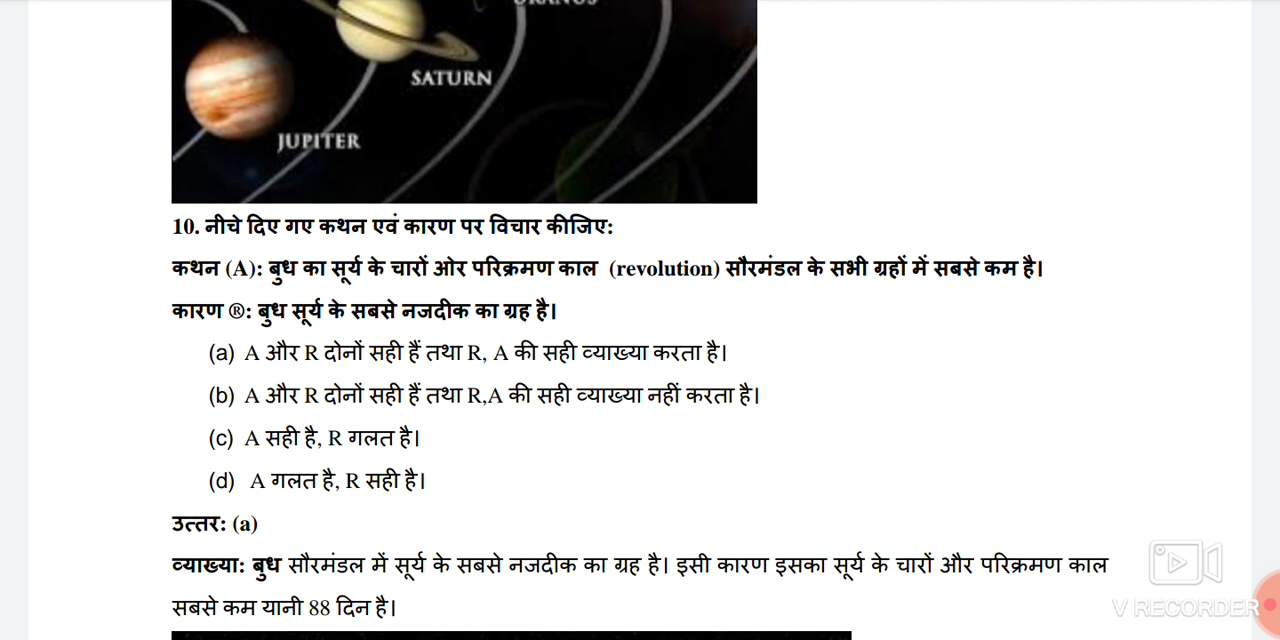 URANUS
SATURN
JUPITER
10. नीचे दिए गए कथन एवं कारण पर विचार कीजिए:
कथन (A): बुध का सूर्य के चारों ओर परिक्रमण काल (revolution) सौरमंडल के सभी ग्रहों में सबसे कम है।
कारण ®: बुध सूर्य के सबसे नजदीक का ग्रह है।
(a) A और R दोनों सही हैं तथा R, A की सही व्याख्या करता है।
(b) A और R दोनों सही हैं तथा R,A की सही व्याख्या नहीं करता है।
(c) A सही है, R गलत है।
(d) A गलत है, R सही है।
उत्तर: (a)
व्याख्या: बुध सौरमंडल में सूर्य के सबसे नजदीक का ग्रह है। इसी कारण इसका सूर्य के चारों और परिक्रमण काल
सबसे कम यानी 88 दिन है।
V RECORDER